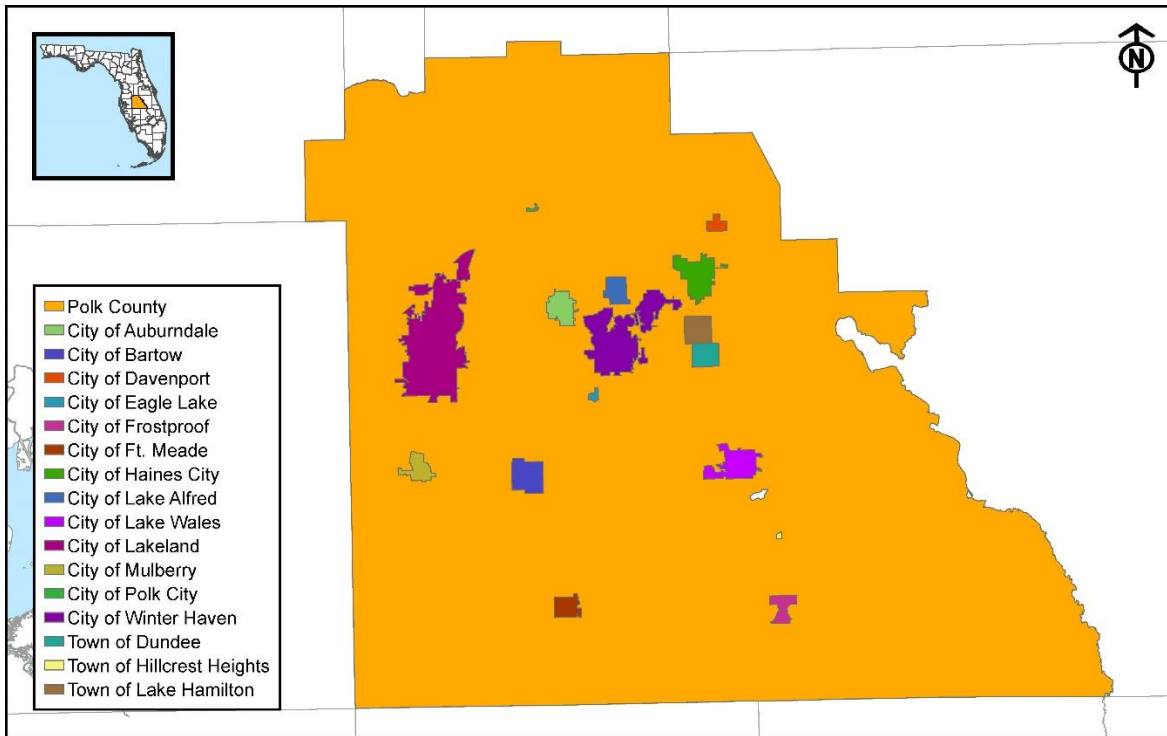 N
Polk County
City of Auburndale
City of Bartow
City of Davenport
City of Eagle Lake
City of Frostproof
City of Ft. Meade
City of Haines City
City of Lake Alfred
City of Lake Wales
City of Lakeland
City of Mulberry
City of Polk City
City of Winter Haven
Town of Dundee
Town of Hillcrest Heights
Town of Lake Hamilton